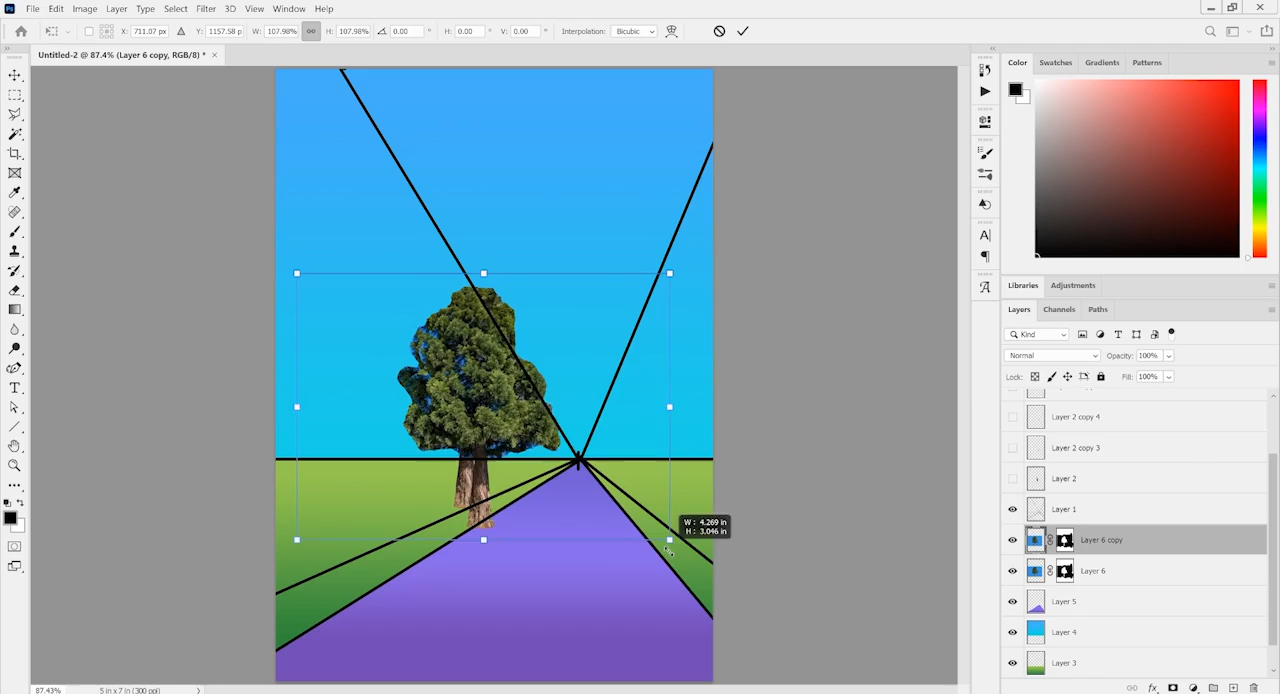 Ps File Edit Image Layer Type Select Filter 3D View Window Help
X: 711.07 px Y: 1157.58 p W: 107.98% H: 107.98% 0.00 ° H: 0.00 ° V: 0.00 ° Interpolation: Bicubic
Untitled-2 @ 87.4% (Layer 6 copy, RGB/8) * ×
Color Swatches Gradients Patterns
Libraries Adjustments
Layers Channels Paths
Kind
Normal Opacity: 100%
Lock: Fill: 100%
Layer 2 copy 4
Layer 2 copy 3
Layer 2
Layer 1
W: 4.269 in
H: 3.046 in
Layer 6 copy
Layer 6
Layer 5
Layer 4
Layer 3
87.43% 5 in x 7 in (300 ppi)